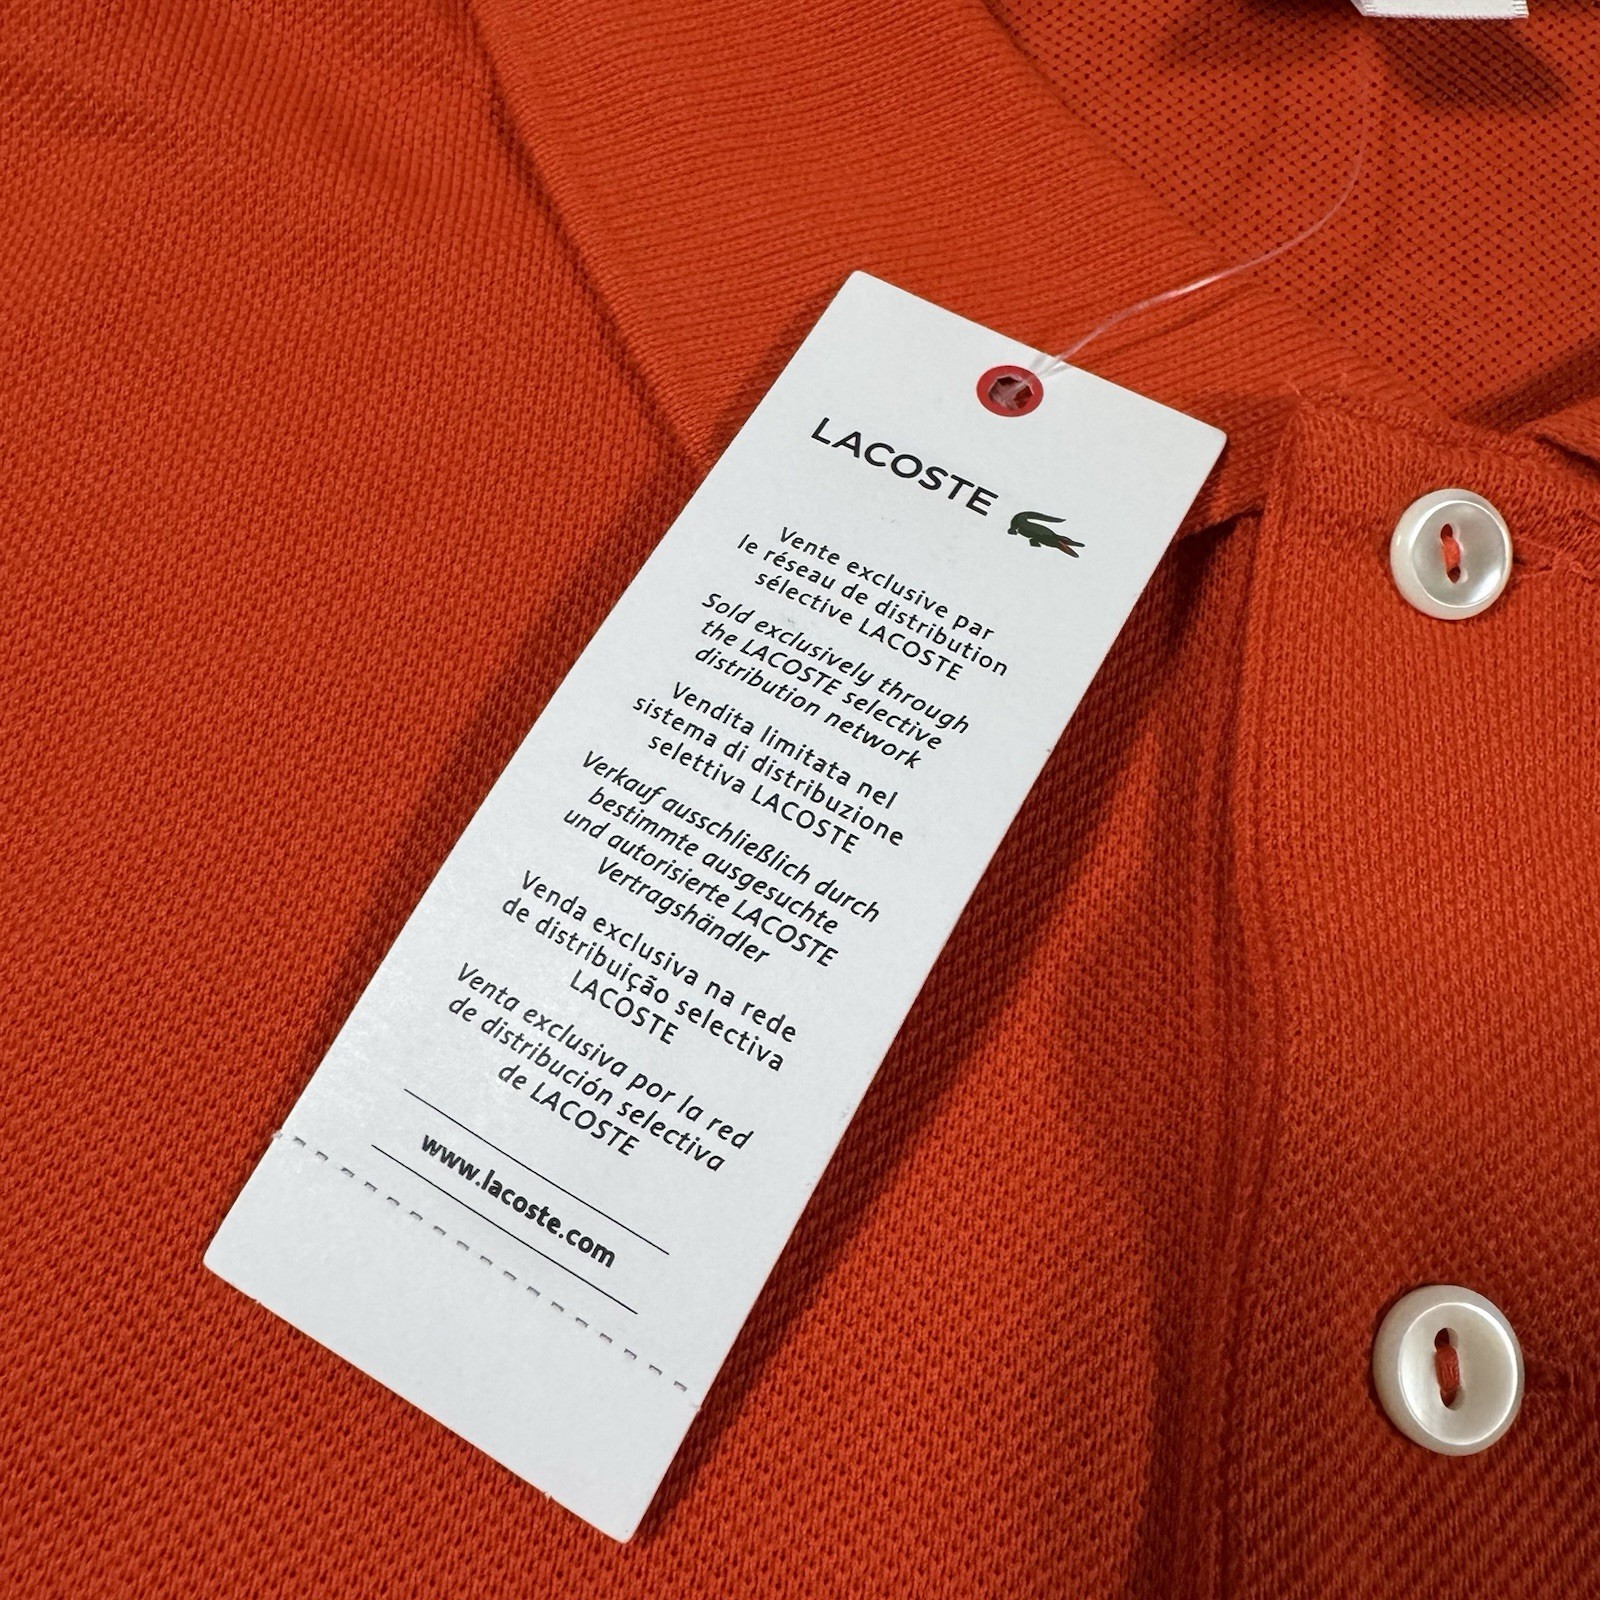 LACOSTE
Vente exclusive par
le réseau de distribution
sélective LACOSTE
Sold exclusively through
the LACOSTE selective
distribution network
Vendita limitata nel
sistema di distribuzione
selettiva LACOSTE
Verkauf ausschließlich durch
bestimmte ausgesuchte
und autorisierte LACOSTE
Vertragshändler
Venda exclusiva na rede
de distribuição selectiva
LACOSTE
Venta exclusiva por la red
de distribución selectiva
de LACOSTE
www.lacoste.com